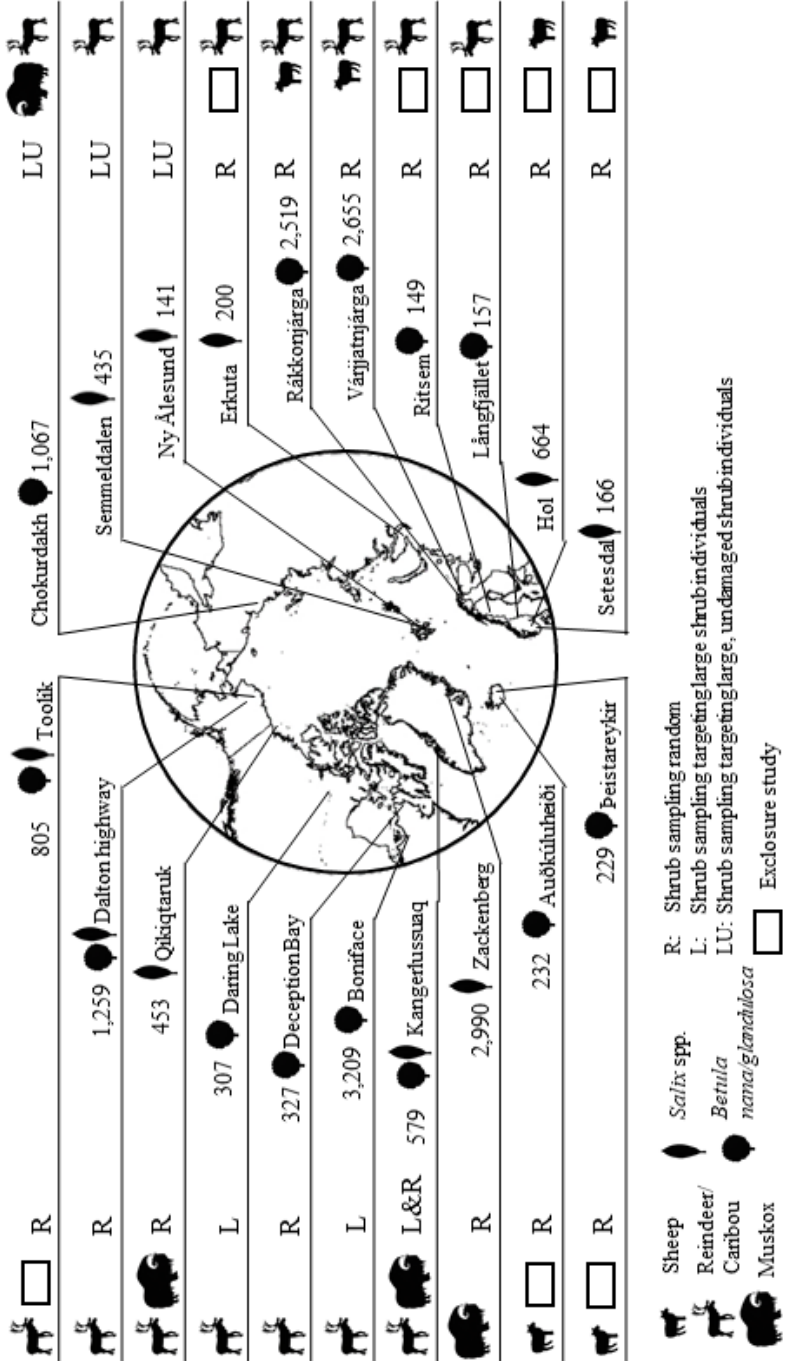 R 805 Toolik Chokurdakh 1,067 LU
R 1,259 Dalton highway Semmeldalen 435 LU
R 453 Qikiqtaruk Ny Ålesund 141 LU
L 307 Daring Lake Erkuta 200 R
R 327 Deception Bay Rákkonjárga 2,519 R
L 3,209 Boniface Várjjatnjárga 2,655 R
L&R 579 Kangerlussuaq Ritsem 149 R
R 2,990 Zackenberg Långfjället 157 R
R 232 Auðkúluheiði Hol 664 R
R 229 Þeistareykir Setesdal 166 R
Sheep
Reindeer/
Caribou
Muskox
Salix spp.
Betula
nana/glandulosa
R: Shrub sampling random
L: Shrub sampling targeting large shrub individuals
LU: Shrub sampling targeting large, undamaged shrub individuals
Exclosure study